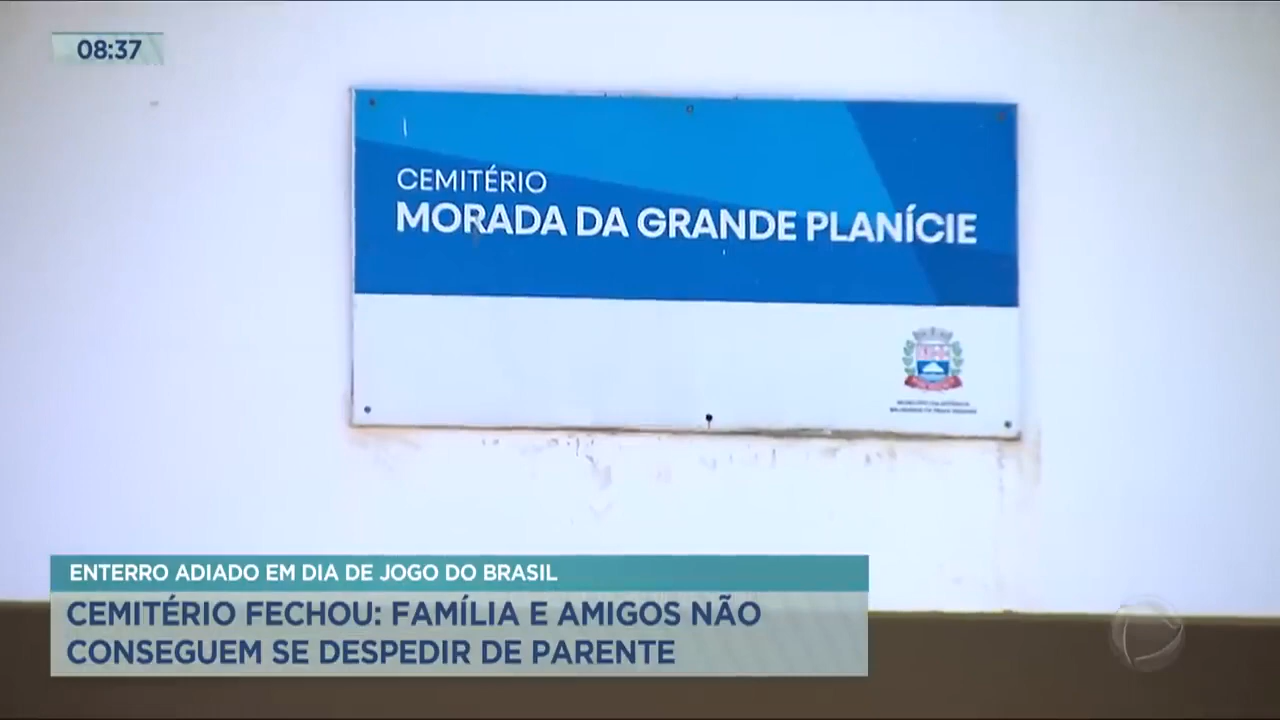 08:37
CEMITÉRIO
MORADA DA GRANDE PLANÍCIE
ENTERRO ADIADO EM DIA DE JOGO DO BRASIL
CEMITÉRIO FECHOU: FAMÍLIA E AMIGOS NÃO
CONSEGUEM SE DESPEDIR DE PARENTE